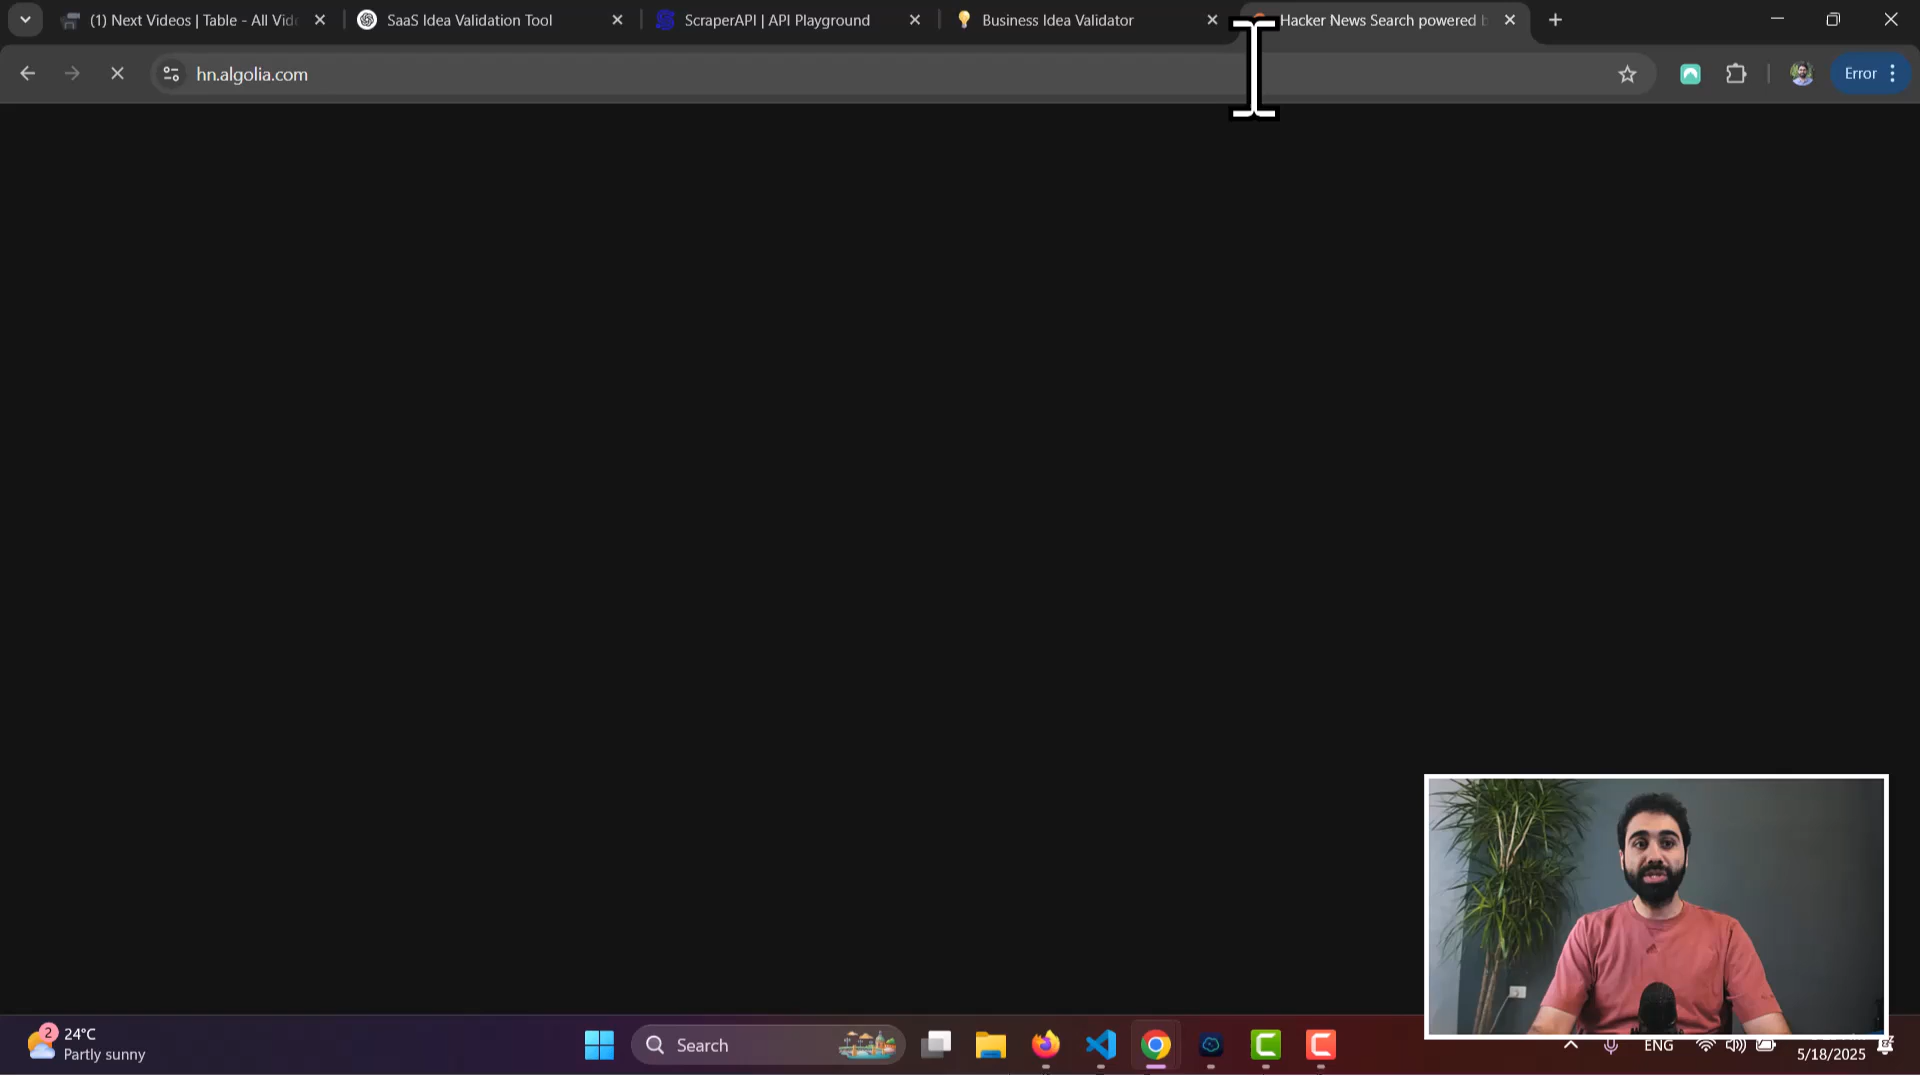 (1) Next Videos | Table - All Vid
SaaS Idea Validation Tool
ScraperAPI | API Playground
Business Idea Validator
Hacker News Search powered b
hn.algolia.com
Error
2
24°C
Partly sunny
Search
ENG
5/18/2025